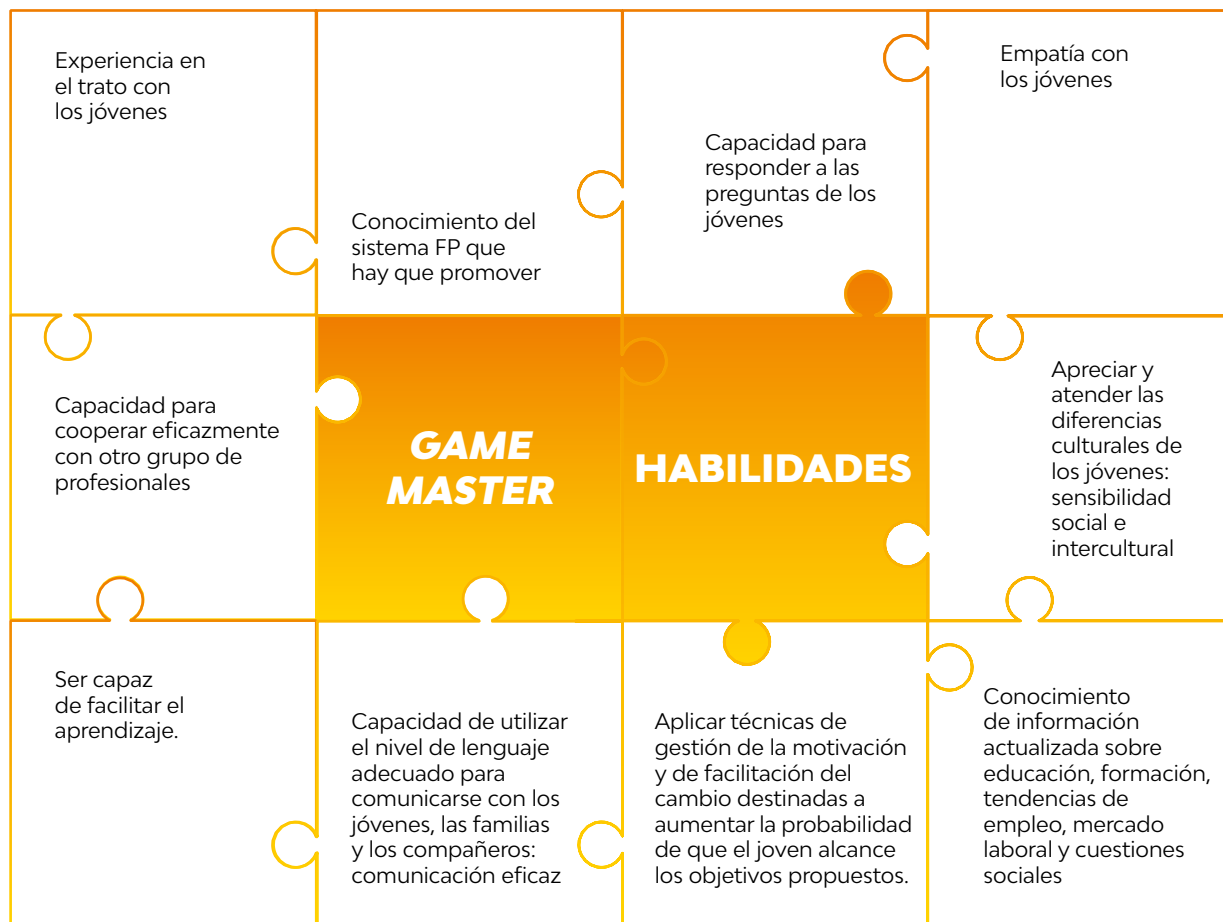 Experiencia en
el trato con
los jóvenes
Conocimiento del
sistema FP que
hay que promover
Capacidad para
responder a las
preguntas de los
jóvenes
Empatía con
los jóvenes
Capacidad para
cooperar eficazmente
con otro grupo de
profesionales
GAME
MASTER
HABILIDADES
Apreciar y
atender las
diferencias
culturales de
los jóvenes:
sensibilidad
social e
intercultural
Ser capaz
de facilitar el
aprendizaje.
Capacidad de utilizar
el nivel de lenguaje
adecuado para
comunicarse con los
jóvenes, las familias
y los compañeros:
comunicación eficaz
Aplicar técnicas de
gestión de la motivación
y de facilitación del
cambio destinadas a
aumentar la probabilidad
de que el joven alcance
los objetivos propuestos.
Conocimiento
de información
actualizada sobre
educación, formación,
tendencias de
empleo, mercado
laboral y cuestiones
sociales